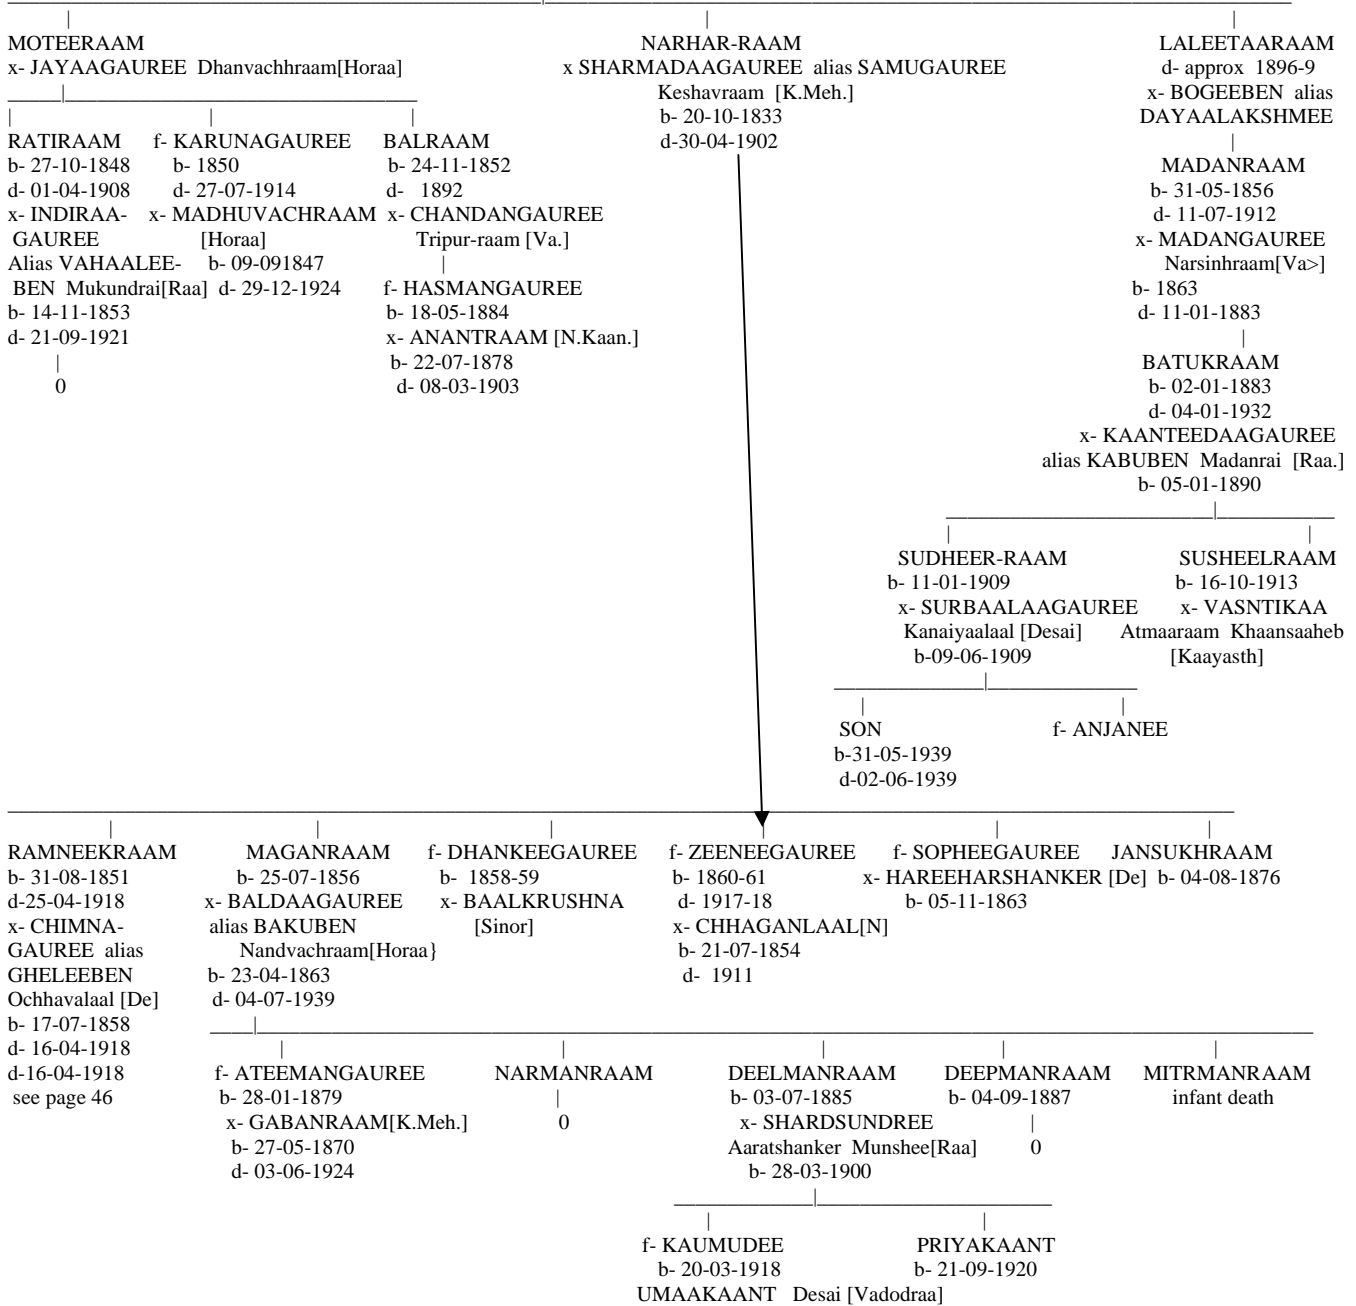 MOTEERAAM NARHAR-RAAM LALEETAARAAM
x- JAYAAGAUREE Dhanvachhraam[Horaa] x SHARMADAAGAUREE alias SAMUGAUREE d- approx 1896-9
Keshavraam [K.Meh.] x- BOGEEBEN alias
b- 20-10-1833 DAYAALAKSHMEE
RATIRAAM f- KARUNAGAUREE BALRAAM d-30-04-1902
b- 27-10-1848 b- 1850 b- 24-11-1852 MADANRAAM
d- 01-04-1908 d- 27-07-1914 d- 1892 b- 31-05-1856
x- INDIRAA- x- MADHUVACHRAAM x- CHANDANGAUREE d- 11-07-1912
GAUREE [Horaa] Tripur-raam [Va.] x- MADANGAUREE
Alias VAHAALEE- b- 09-091847 Narsinhraam[Va>]
BEN Mukundrai[Raa] d- 29-12-1924 f- HASMANGAUREE b- 1863
b- 14-11-1853 b- 18-05-1884 d- 11-01-1883
d- 21-09-1921 x- ANANTRAAM [N.Kaan.]
b- 22-07-1878 BATUKRAAM
0 d- 08-03-1903 b- 02-01-1883
d- 04-01-1932
x- KAANTEEDAAGAUREE
alias KABUBEN Madanrai [Raa.]
b- 05-01-1890
SUDHEER-RAAM SUSHEELRAAM
b- 11-01-1909 b- 16-10-1913
x- SURBAALAAGAUREE x- VASNTIKAA
Kanaiyaalaal [Desai] Atmaaraam Khaansaaheb
b-09-06-1909 [Kaayasth]
SON f- ANJANEE
b-31-05-1939
d-02-06-1939
RAMNEEKRAAM MAGANRAAM f- DHANKEEGAUREE f- ZEENEEGAUREE f- SOPHEEGAUREE JANSUKHRAAM
b- 31-08-1851 b- 25-07-1856 b- 1858-59 b- 1860-61 x- HAREEHARSHANKER [De] b- 04-08-1876
d-25-04-1918 x- BALDAAGAUREE x- BAALKRUSHNA d- 1917-18 b- 05-11-1863
x- CHIMNA- alias BAKUBEN [Sinor] x- CHHAGANLAAL[N]
GAUREE alias Nandvachraam[Horaa} b- 21-07-1854
GHELEEBEN b- 23-04-1863 d- 1911
Ochhavalaal [De] d- 04-07-1939
b- 17-07-1858
d- 16-04-1918
d-16-04-1918 f- ATEEMANGAUREE NARMANRAAM DEELMANRAAM DEEPMANRAAM MITRMANRAAM
see page 46 b- 28-01-1879 b- 03-07-1885 b- 04-09-1887 infant death
x- GABANRAAM[K.Meh.] 0 x- SHARDSUNDREE
b- 27-05-1870 Aaratshanker Munshee[Raa] 0
d- 03-06-1924 b- 28-03-1900
f- KAUMUDEE PRIYAKAANT
b- 20-03-1918 b- 21-09-1920
UMAAKAANT Desai [Vadodraa]